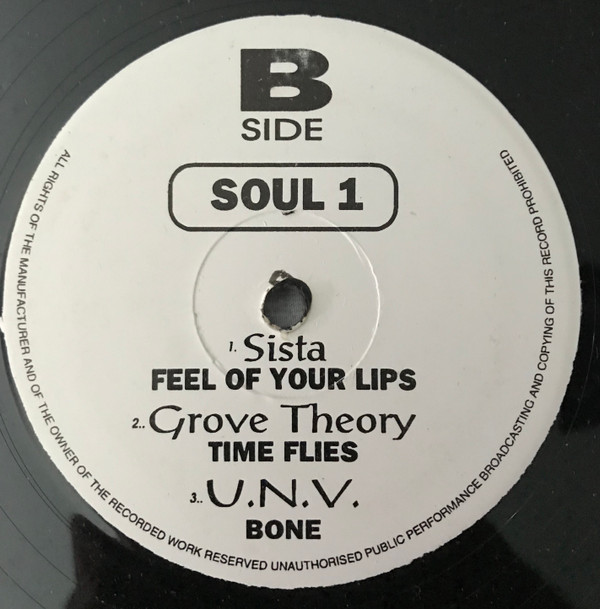 B
SIDE
SOUL 1
1. Sista
FEEL OF YOUR LIPS
2.. Grove Theory
TIME FLIES
3.. U.N.V.
BONE
ALL RIGHTS OF THE MANUFACTURER AND OF THE OWNER OF THE RECORDED WORK RESERVED UNAUTHORISED PUBLIC PERFORMANCE BROADCASTING AND COPYING OF THIS RECORD PROHIBITED